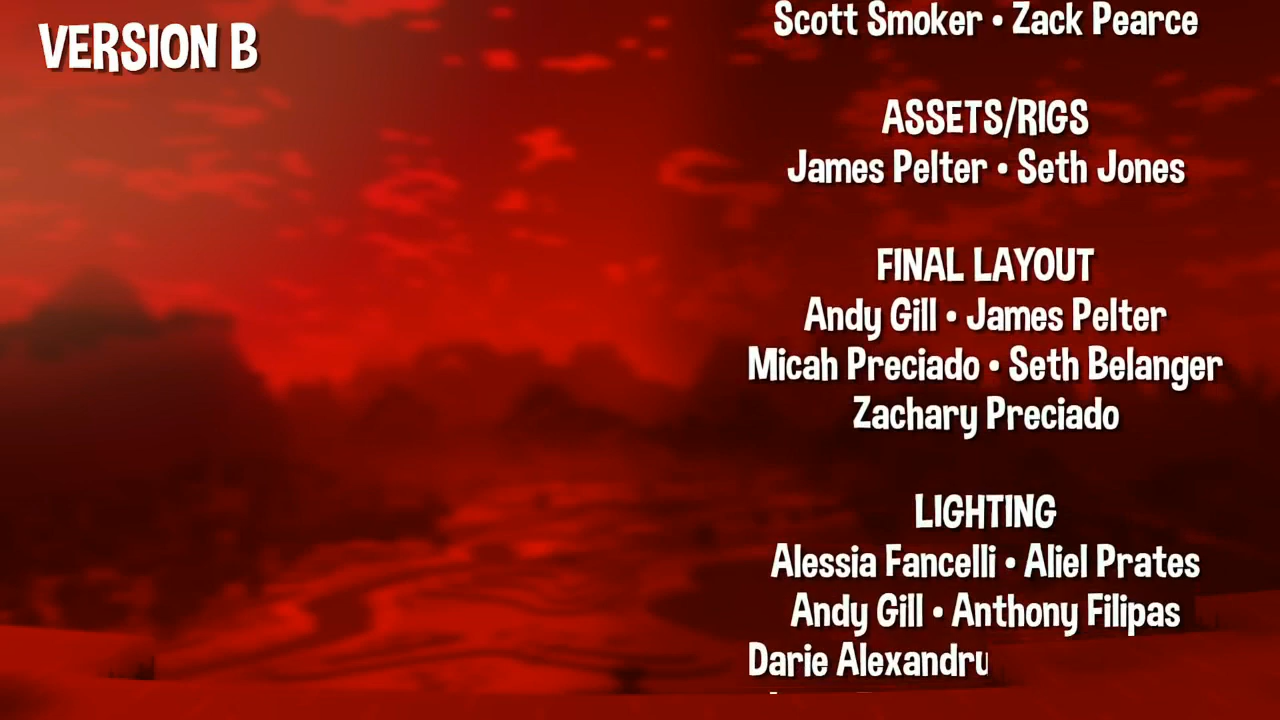 VERSION B
Scott Smoker • Zack Pearce
ASSETS/RIGS
James Pelter • Seth Jones
FINAL LAYOUT
Andy Gill • James Pelter
Micah Preciado • Seth Belanger
Zachary Preciado
LIGHTING
Alessia Fancelli • Aliel Prates
Andy Gill • Anthony Filipas
Darie Alexandru